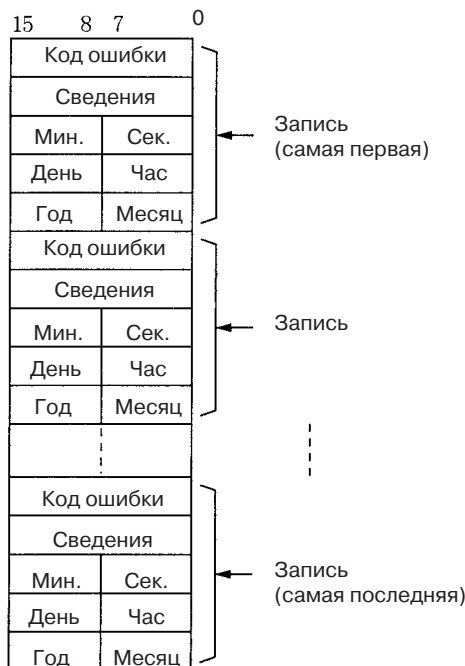 15 8 7 0
Код ошибки
Сведения
Мин. Сек.
День Час
Год Месяц
Запись
(самая первая)
Код ошибки
Сведения
Мин. Сек.
День Час
Год Месяц
Запись
Код ошибки
Сведения
Мин. Сек.
День Час
Год Месяц
Запись
(самая последняя)